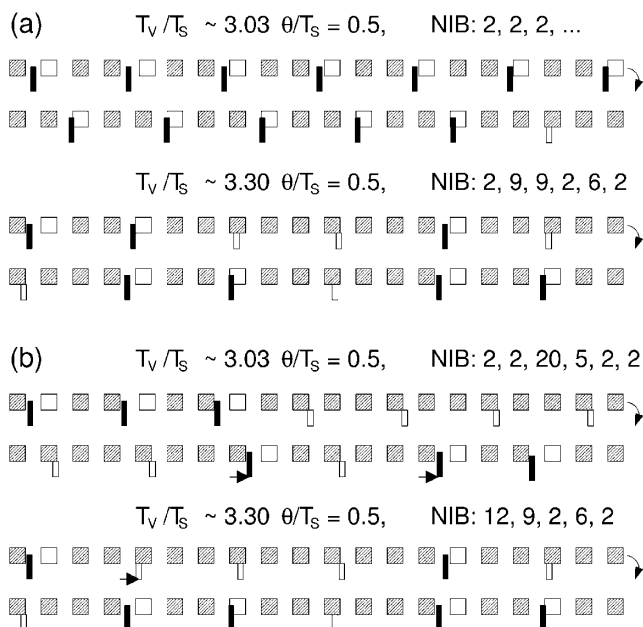 (a) T_V/T_S ~ 3.03 θ/T_S = 0.5, NIB: 2, 2, 2, ...
T_V/T_S ~ 3.30 θ/T_S = 0.5, NIB: 2, 9, 9, 2, 6, 2
(b) T_V/T_S ~ 3.03 θ/T_S = 0.5, NIB: 2, 2, 20, 5, 2, 2
T_V/T_S ~ 3.30 θ/T_S = 0.5, NIB: 12, 9, 2, 6, 2